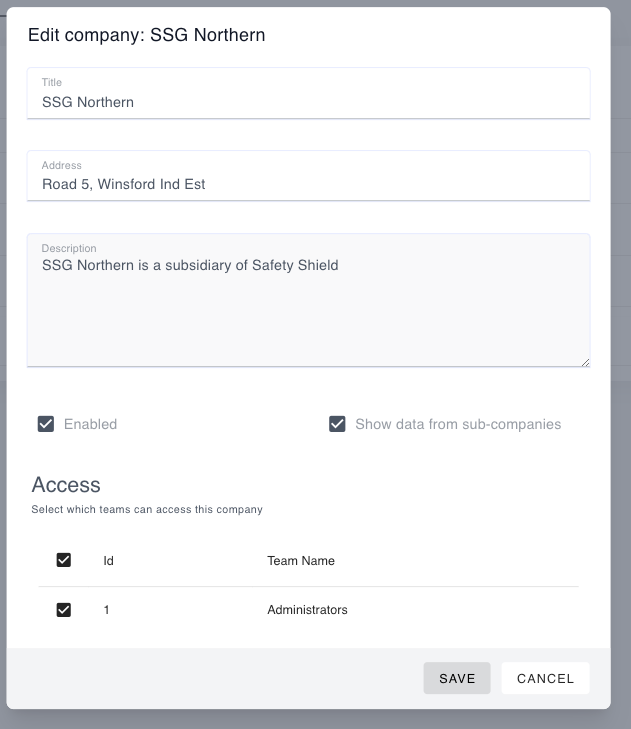 Edit company: SSG Northern
Title
SSG Northern
Address
Road 5, Winsford Ind Est
Description
SSG Northern is a subsidiary of Safety Shield
Enabled
Show data from sub-companies
Access
Select which teams can access this company
Id Team Name
1 Administrators
SAVE CANCEL